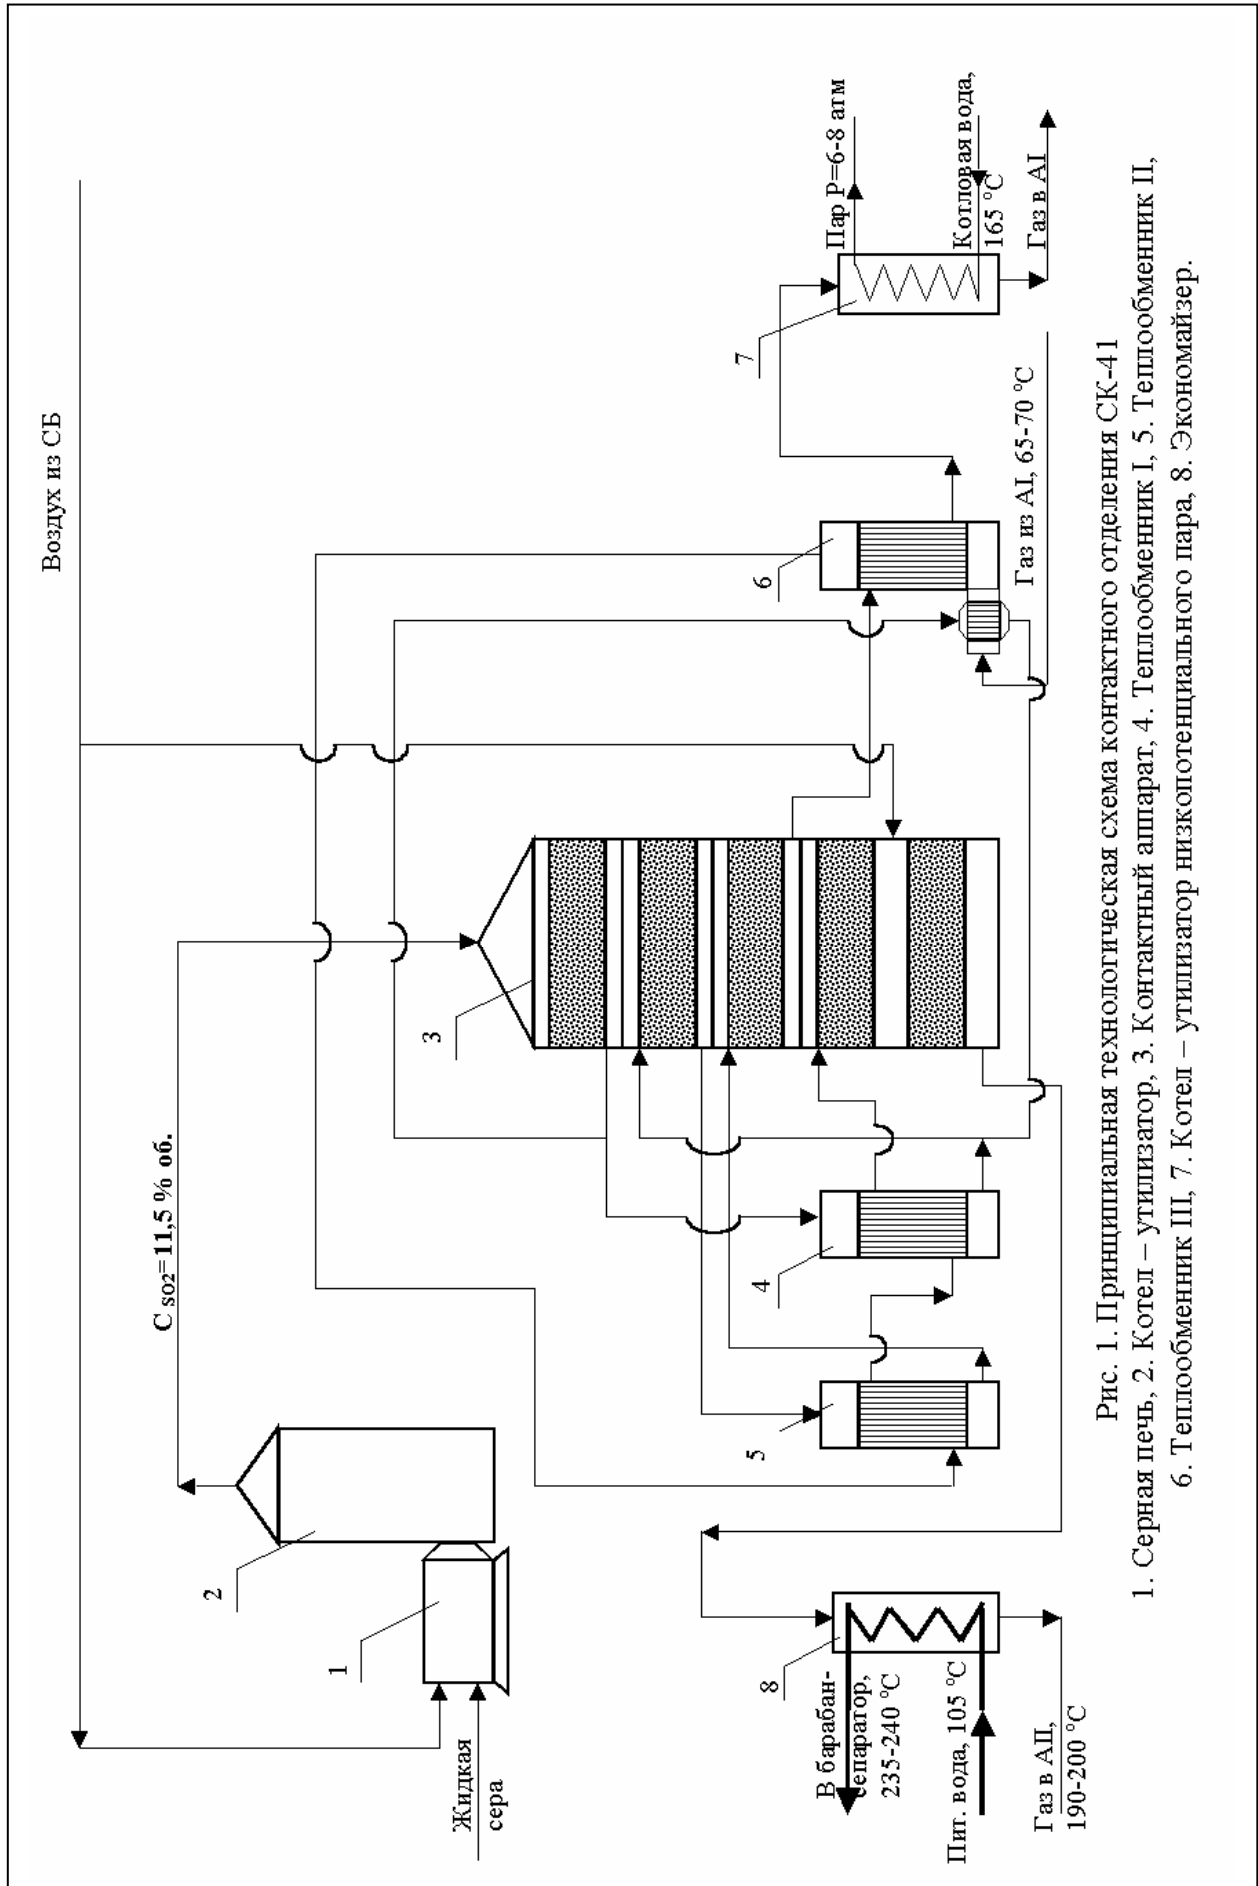 Воздух из СБ
C so2= 11,5 % об.
2
1
Жидкая
сера
3
6
7
Пар Р=6-8 атм
Котловая вода,
165 °С
Газ в АI
Газ из АI, 65-70 °С
4
5
8
В барабан-
сепаратор,
235-240 °С
Пит. вода, 105 °С
Газ в АII,
190-200 °С
Рис. 1. Принципиальная технологическая схема контактного отделения СК-41
1. Серная печь, 2. Котел – утилизатор, 3. Контактный аппарат, 4. Теплообменник I, 5. Теплообменник II,
6. Теплообменник III, 7. Котел – утилизатор низкопотенциального пара, 8. Экономайзер.